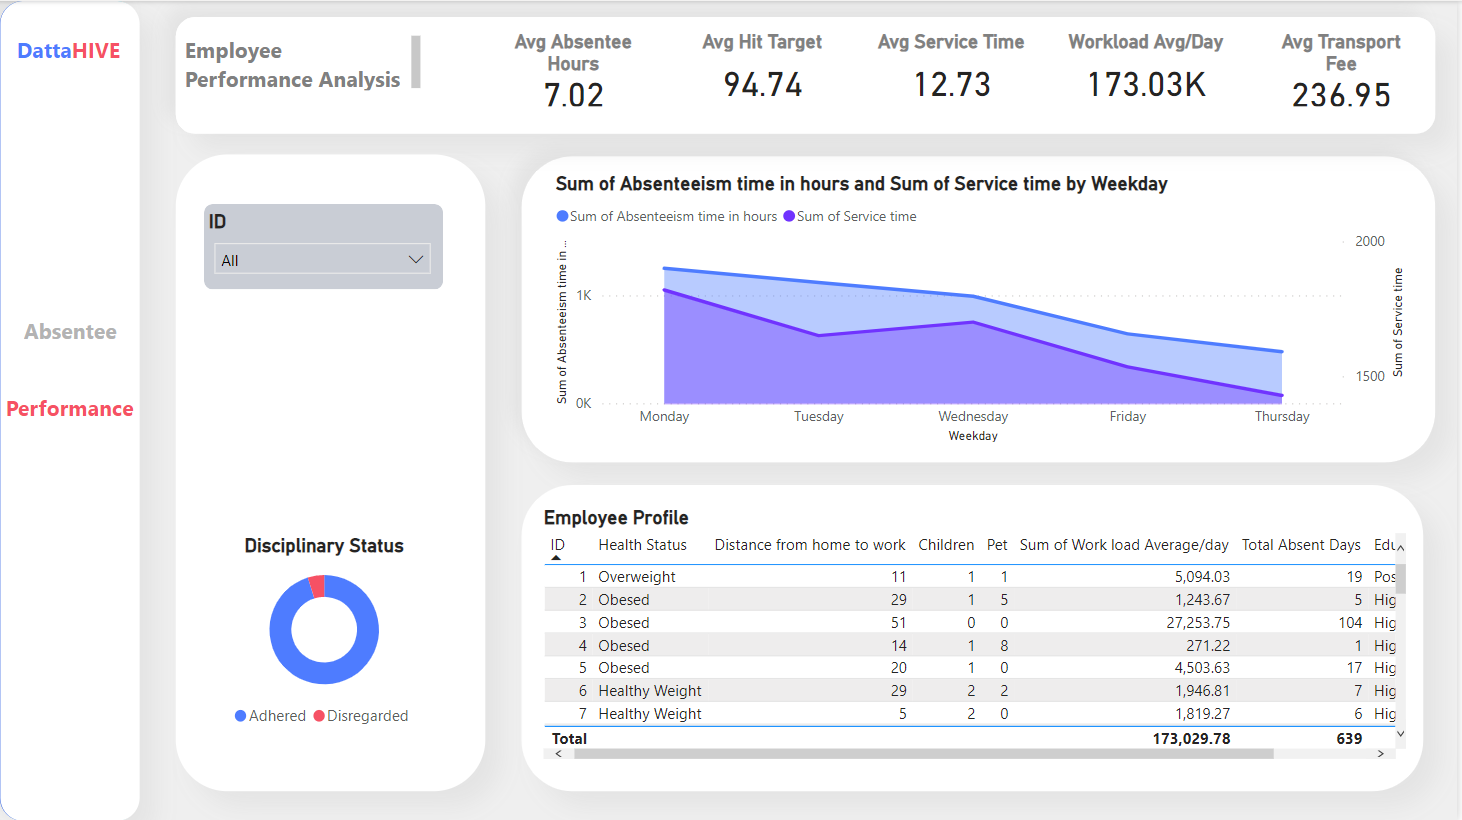 DattaHIVE
Absentee
Performance
Employee
Performance Analysis
Avg Absentee
Hours
7.02
Avg Hit Target
94.74
Avg Service Time
12.73
Workload Avg/Day
173.03K
Avg Transport
Fee
236.95
ID
All
Disciplinary Status
Adhered Disregarded
Sum of Absenteeism time in hours and Sum of Service time by Weekday
Sum of Absenteeism time in hours Sum of Service time
Sum of Absenteeism time in ...
1K
0K
2000
1500
Sum of Service time
Monday Tuesday Wednesday Friday Thursday
Weekday
Employee Profile
ID Health Status Distance from home to work Children Pet Sum of Work load Average/day Total Absent Days Edu
1 Overweight 11 1 1 5,094.03 19 Pos
2 Obesed 29 1 5 1,243.67 5 Hig
3 Obesed 51 0 0 27,253.75 104 Hig
4 Obesed 14 1 8 271.22 1 Hig
5 Obesed 20 1 0 4,503.63 17 Hig
6 Healthy Weight 29 2 2 1,946.81 7 Hig
7 Healthy Weight 5 2 0 1,819.27 6 Hig
Total 173,029.78 639